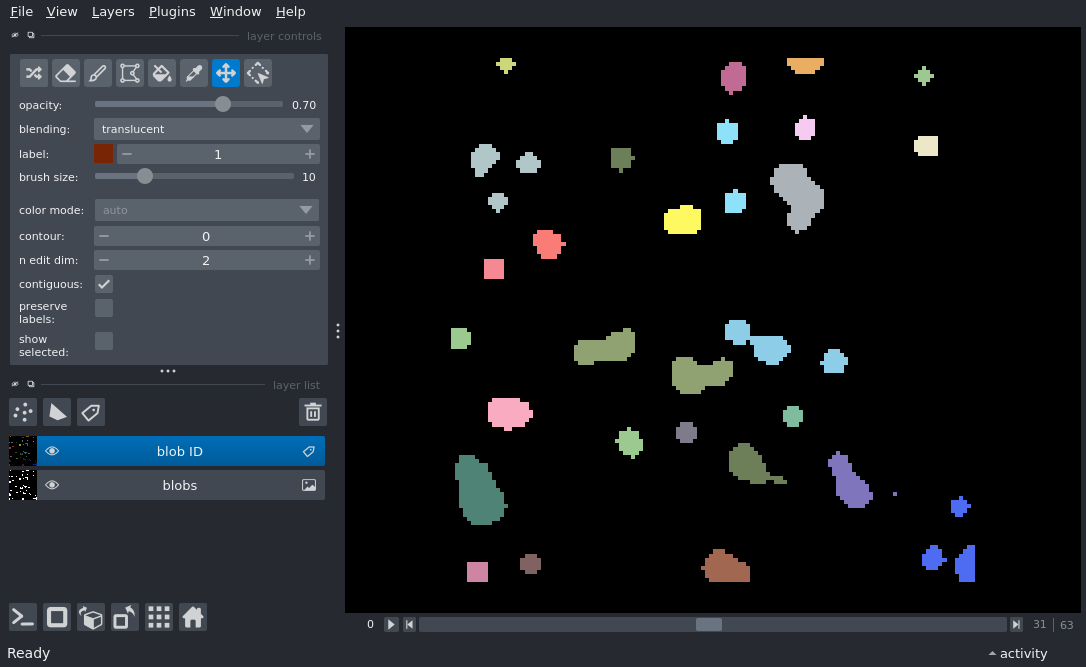 File View Layers Plugins Window Help
layer controls
opacity: 0.70
blending: translucent
label: 1
brush size: 10
color mode: auto
contour: 0
n edit dim: 2
contiguous:
preserve
labels:
show
selected:
layer list
blob ID
blobs
0 31 | 63
Ready activity